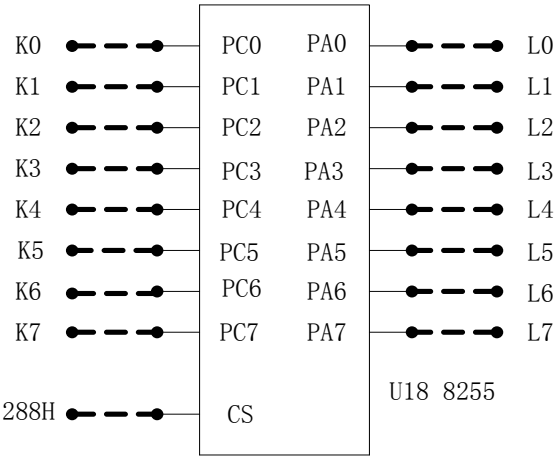 K0 PC0 PA0 L0
K1 PC1 PA1 L1
K2 PC2 PA2 L2
K3 PC3 PA3 L3
K4 PC4 PA4 L4
K5 PC5 PA5 L5
K6 PC6 PA6 L6
K7 PC7 PA7 L7
U18 8255
288H CS